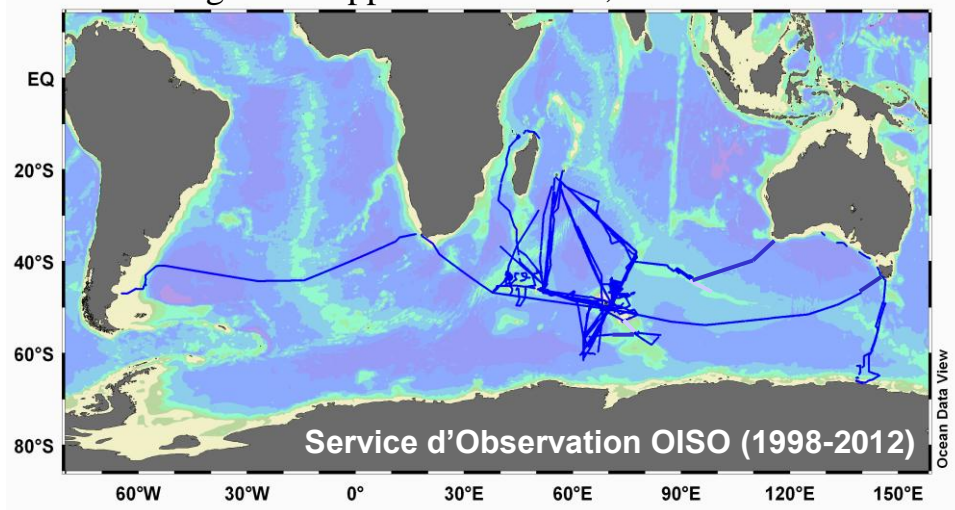 EQ
20°S
40°S
60°S
80°S
Service d'Observation OISO (1998-2012)
Ocean Data View
60°W 30°W 0° 30°E 60°E 90°E 120°E 150°E